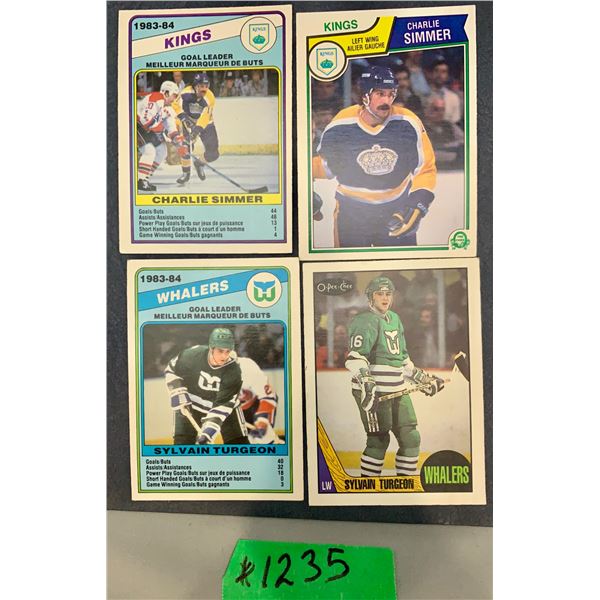 1983-84
KINGS
KINGS
GOAL LEADER
MEILLEUR MARQUEUR DE BUTS
CHARLIE SIMMER
Goals/Buts 44
Assists/Assistances 48
Power Play Goals/Buts sur jeux de puissance 13
Short Handed Goals/Buts à court d'un homme 1
Game Winning Goals/Buts gagnants 4
KINGS
LEFT WING
AILIER GAUCHE
CHARLIE
SIMMER
KINGS
1983-84
WHALERS
GOAL LEADER
MEILLEUR MARQUEUR DE BUTS
SYLVAIN TURGEON
Goals/Buts 40
Assists/Assistances 32
Power Play Goals/Buts sur jeux de puissance 18
Short Handed Goals/Buts à court d'un homme 0
Game Winning Goals/Buts gagnants 3
O-Pee-Chee
16
LW SYLVAIN TURGEON
WHALERS
*1235